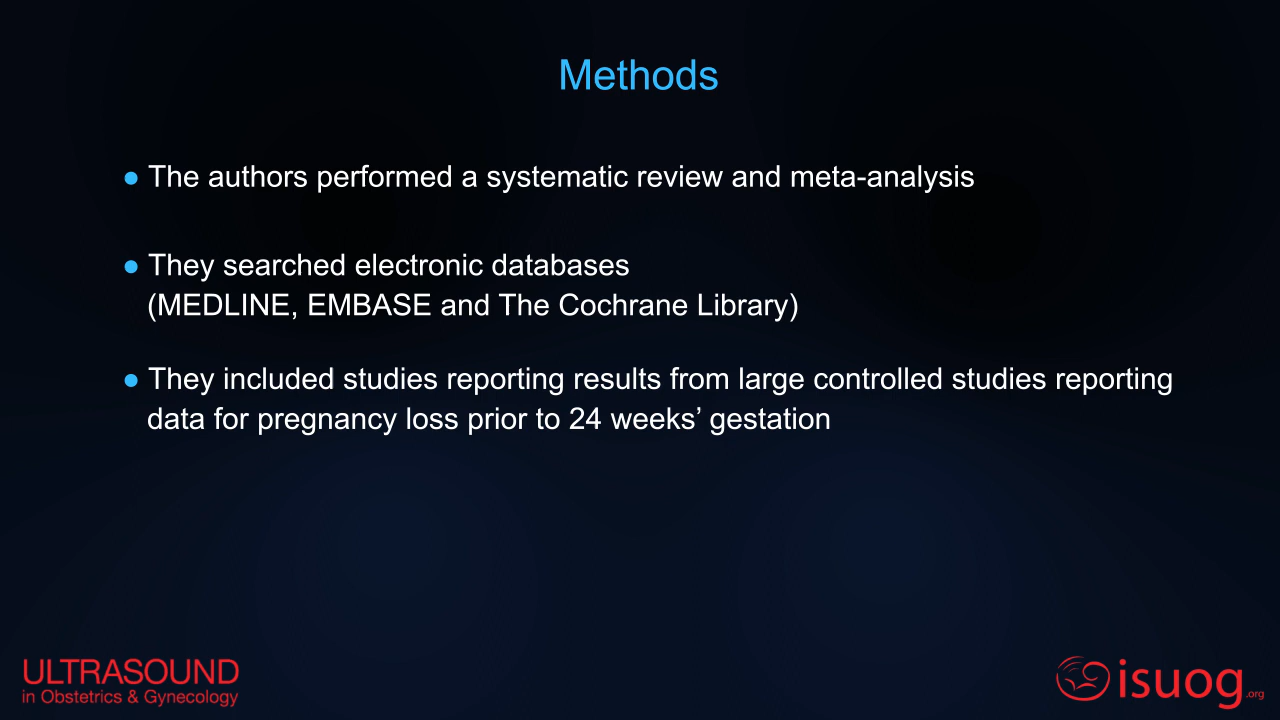 Methods
● The authors performed a systematic review and meta-analysis
● They searched electronic databases
(MEDLINE, EMBASE and The Cochrane Library)
● They included studies reporting results from large controlled studies reporting
data for pregnancy loss prior to 24 weeks’ gestation
ULTRASOUND
in Obstetrics & Gynecology
isuog.org